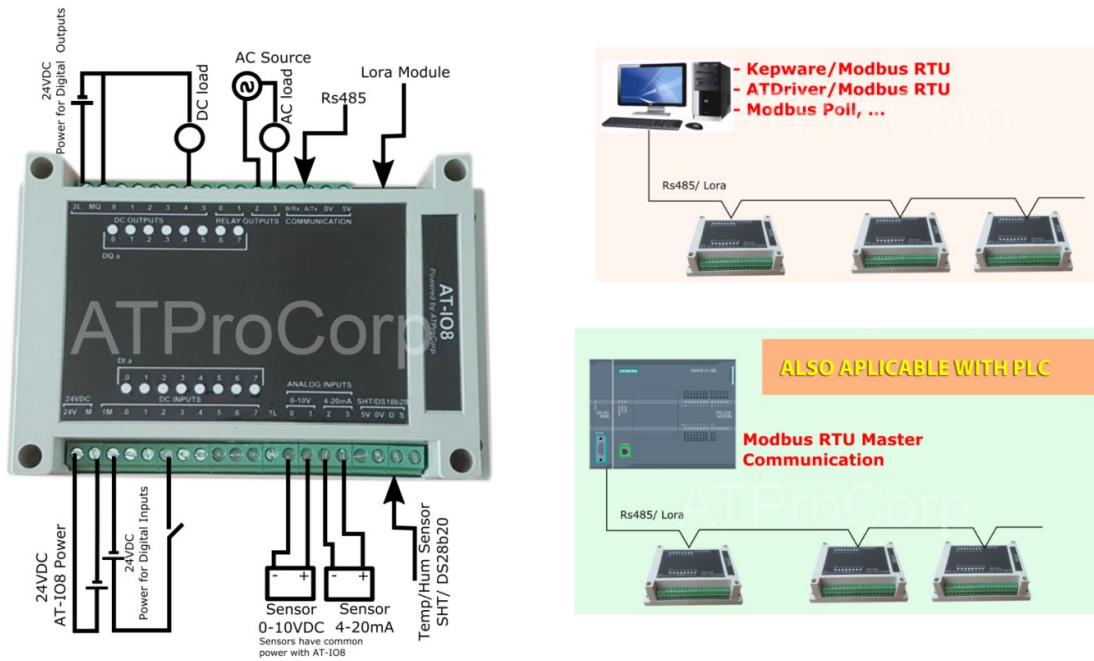 24VDC
Power for Digital Outputs
DC load
AC Source
AC load
Rs485
Lora Module
2L MQ .0 .1 .2 .3 .4 .5 0 1 2 3 B/Rx A/Tx 0V 5V
DC OUTPUTS RELAY OUTPUTS COMMUNICATION
.0 .1 .2 .3 .4 .5 .6 .7
DQ.a
AT-IO8
Powered by ATProCorp.
ATProCorp
DI.a
.0 .1 .2 .3 .4 .5 .6 .7
24VDC DC INPUTS
ANALOG INPUTS
0-10V 4-20mA SHT/DS18b20
24V M 1M .0 .1 .2 .3 .4 .5 .6 .7 1L 0 1 2 3 5V 0V D S
24VDC
AT-IO8 Power
24VDC
Power for Digital Inputs
- +
- +
Sensor
0-10VDC
Sensor
4-20mA
Sensors have common
power with AT-IO8
Temp/Hum Sensor
SHT/ DS28b20
- Kepware/Modbus RTU
- ATDriver/Modbus RTU
- Modbus Poll, ...
ATProCorp
Rs485/ Lora
ALSO APLICABLE WITH PLC
SIEMENS
Modbus RTU Master
Communication
ATProCorp
Rs485/ Lora